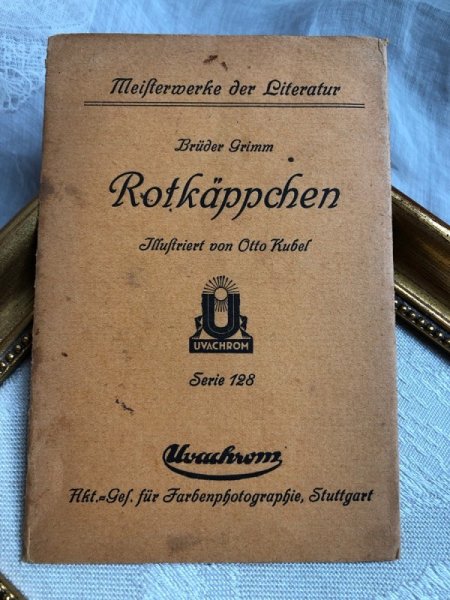 Meiſterwerke der Literatur
Brüder Grimm
Rotkäppchen
Illuſtriert von Otto Kubel
U
UVACHROM
Serie 128
Uvachrom
Akt.=Geſ. für Farbenphotographie, Stuttgart